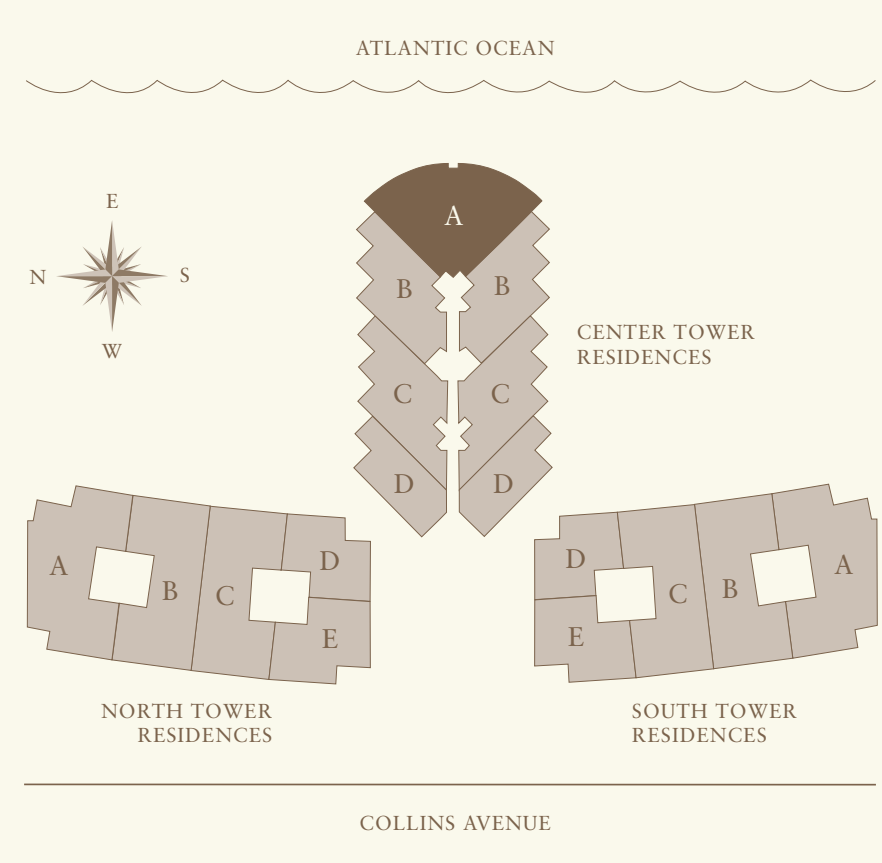 ATLANTIC OCEAN
E
N
S
W
A
B
B
CENTER TOWER
RESIDENCES
C
C
D
D
A
B
C
D
E
D
E
C
B
A
NORTH TOWER
RESIDENCES
SOUTH TOWER
RESIDENCES
COLLINS AVENUE